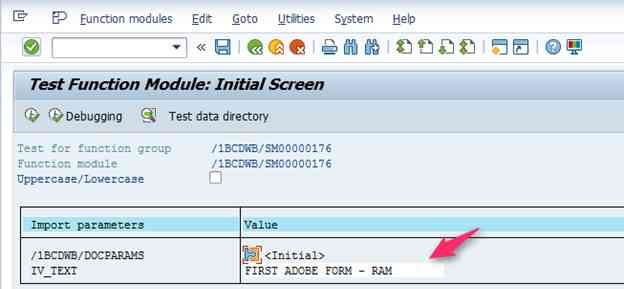 Function modules Edit Goto Utilities System Help
Test Function Module: Initial Screen
Debugging Test data directory
Test for function group /1BCDWB/SM00000176
Function module /1BCDWB/SM00000176
Uppercase/Lowercase
Import parameters Value
/1BCDWB/DOCPARAMS <Initial>
IV_TEXT FIRST ADOBE FORM - RAM